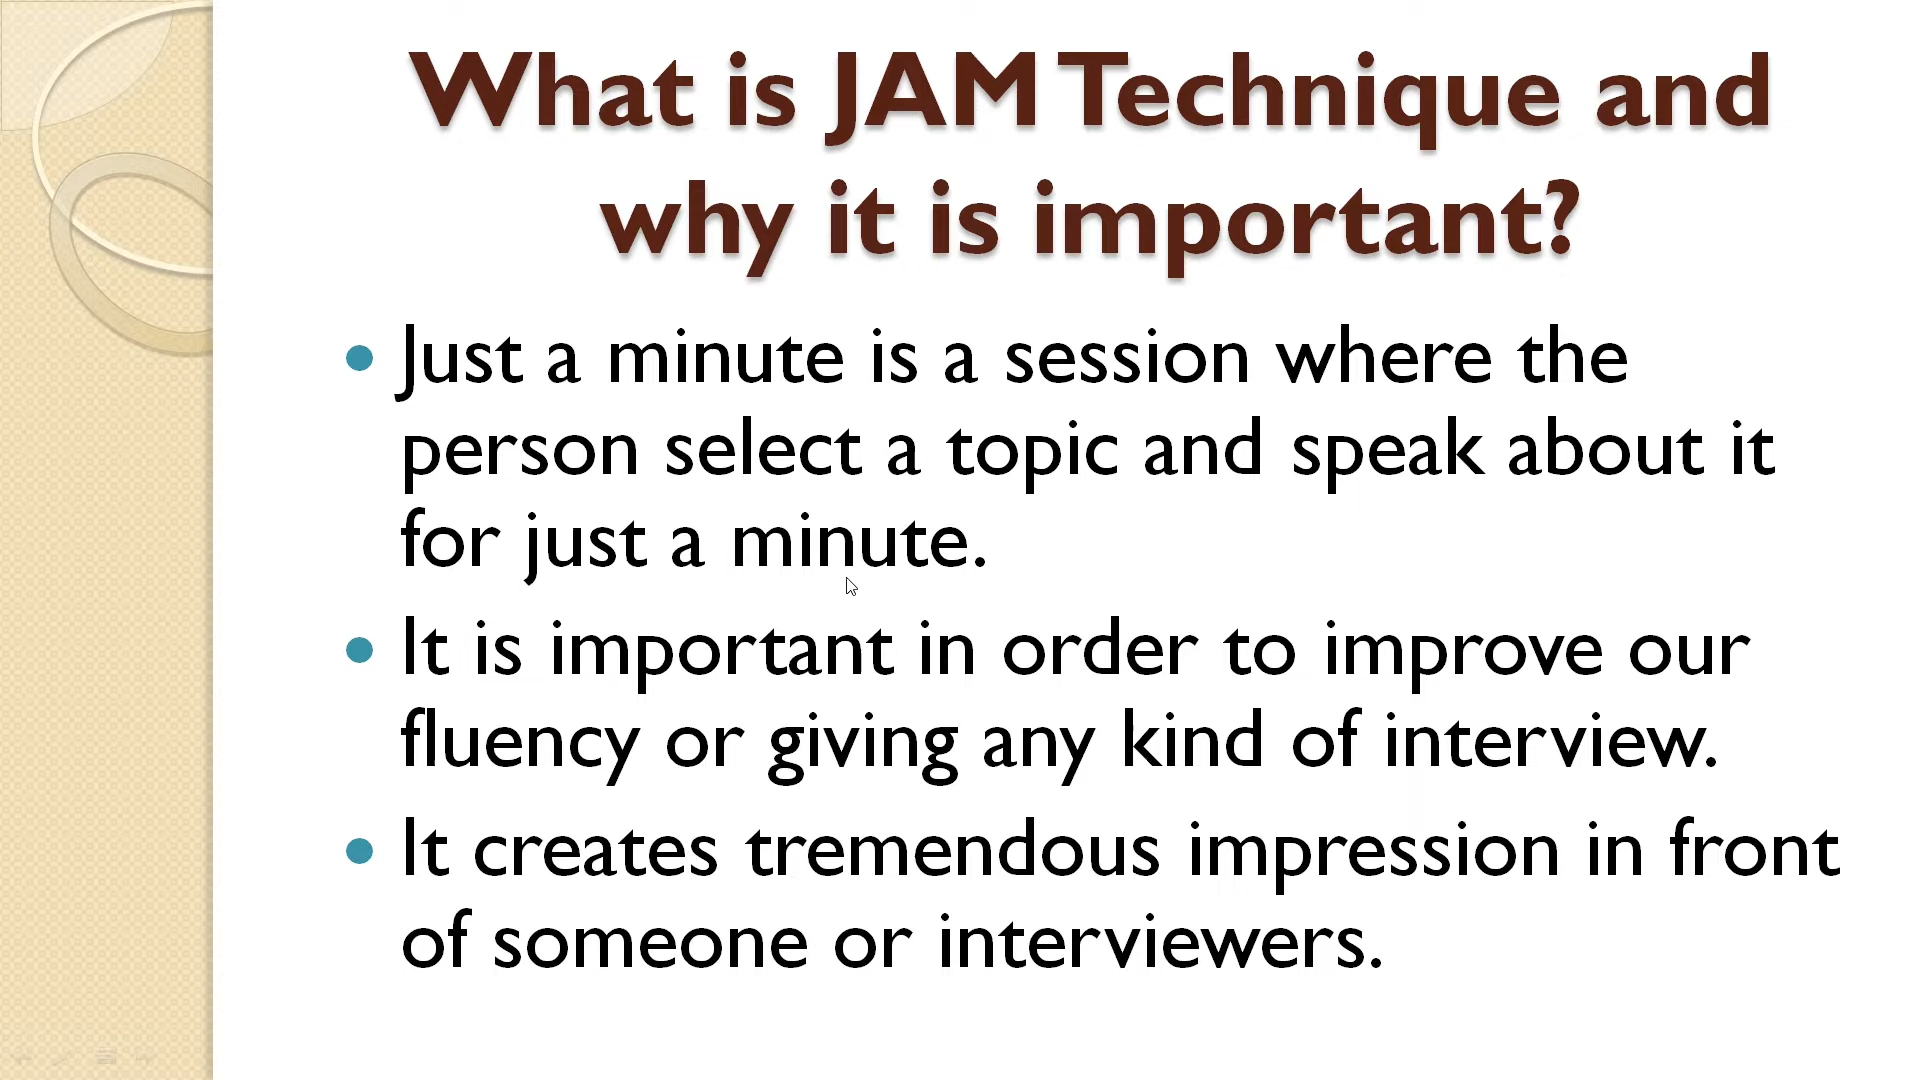 What is JAM Technique and
why it is important?
• Just a minute is a session where the
person select a topic and speak about it
for just a minute.
• It is important in order to improve our
fluency or giving any kind of interview.
• It creates tremendous impression in front
of someone or interviewers.